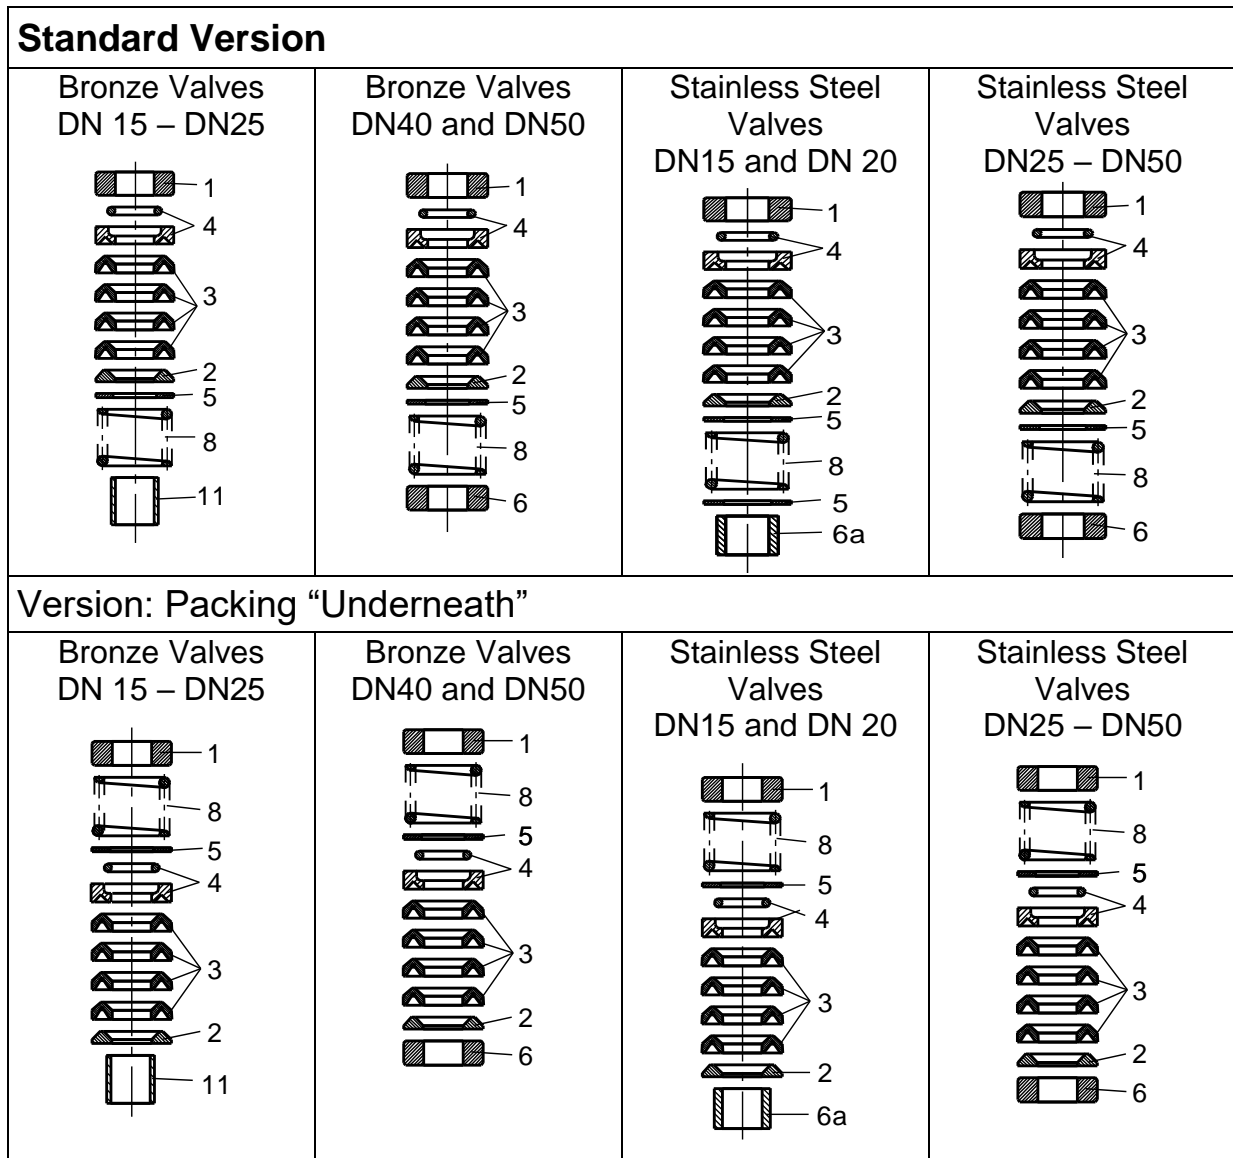 Standard Version
Bronze Valves
DN 15 – DN25
1
4
3
2
5
8
11
Bronze Valves
DN40 and DN50
1
4
3
2
5
8
6
Stainless Steel
Valves
DN15 and DN 20
1
4
3
2
5
8
5
6a
Stainless Steel
Valves
DN25 – DN50
1
4
3
2
5
8
6
Version: Packing “Underneath”
Bronze Valves
DN 15 – DN25
1
8
5
4
3
2
11
Bronze Valves
DN40 and DN50
1
8
5
4
3
2
6
Stainless Steel
Valves
DN15 and DN 20
1
8
5
4
3
2
6a
Stainless Steel
Valves
DN25 – DN50
1
8
5
4
3
2
6